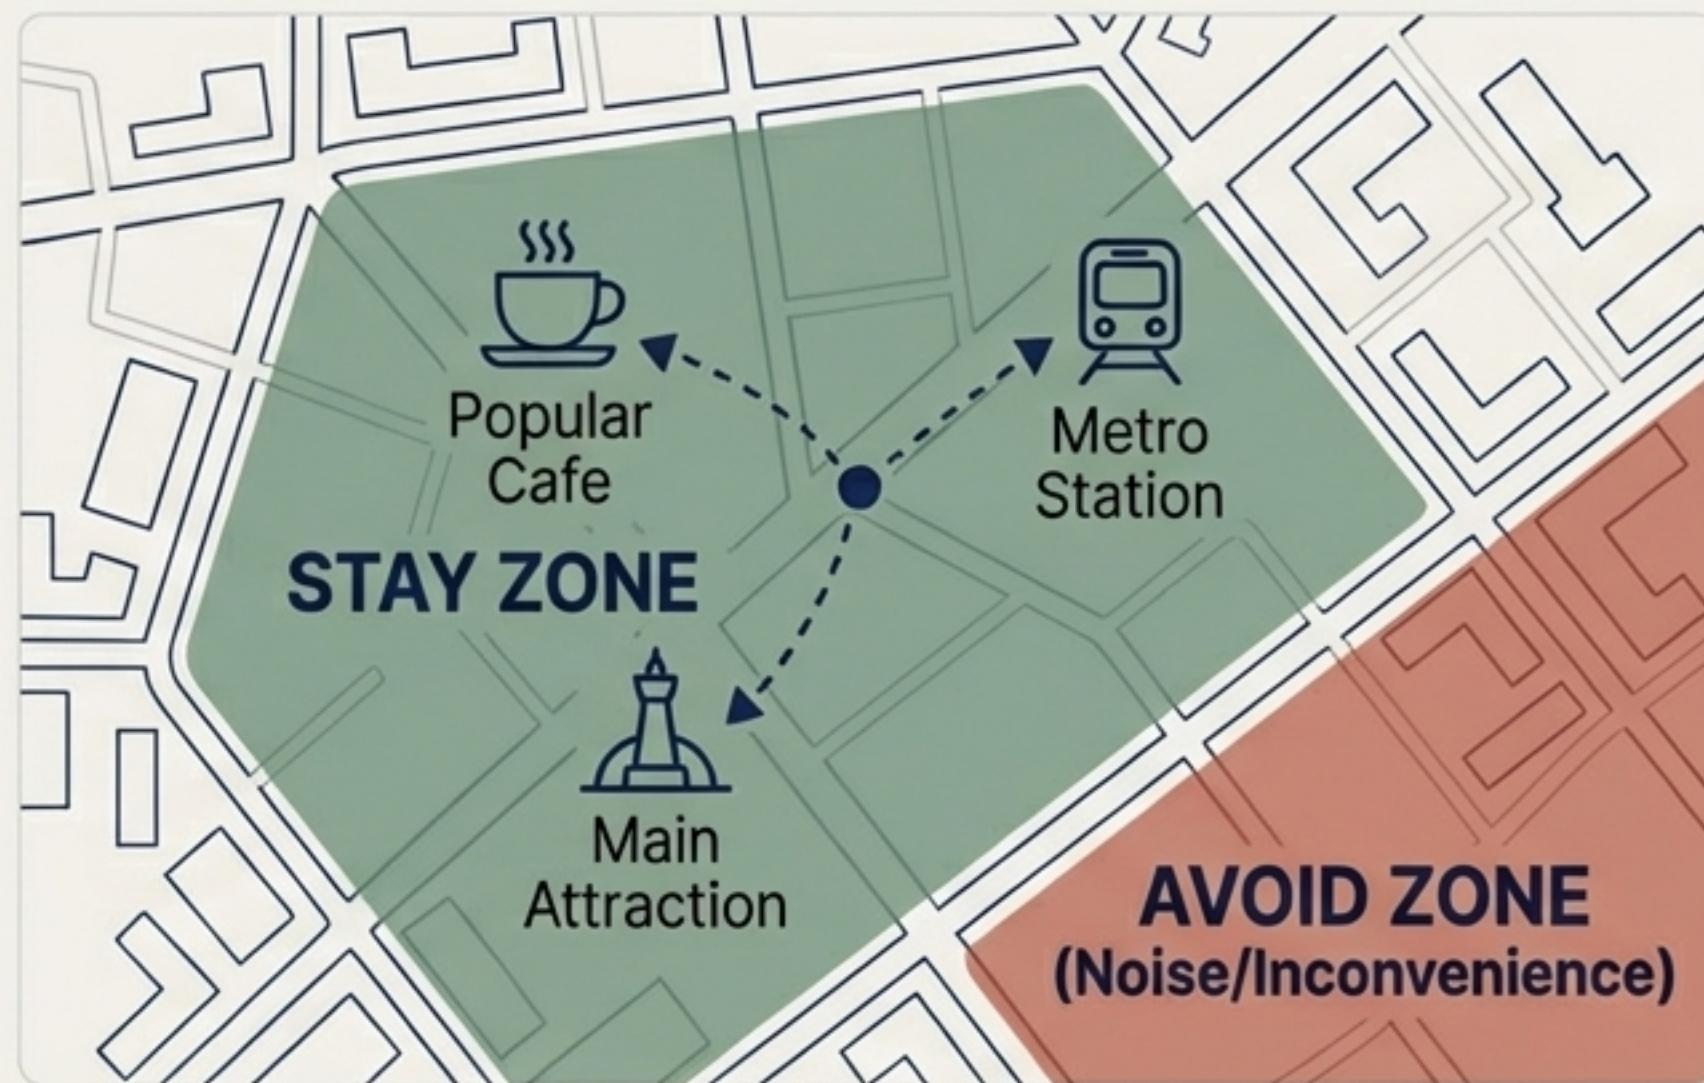 Popular
Cafe
Metro
Station
STAY ZONE
Main
Attraction
AVOID ZONE
(Noise/Inconvenience)